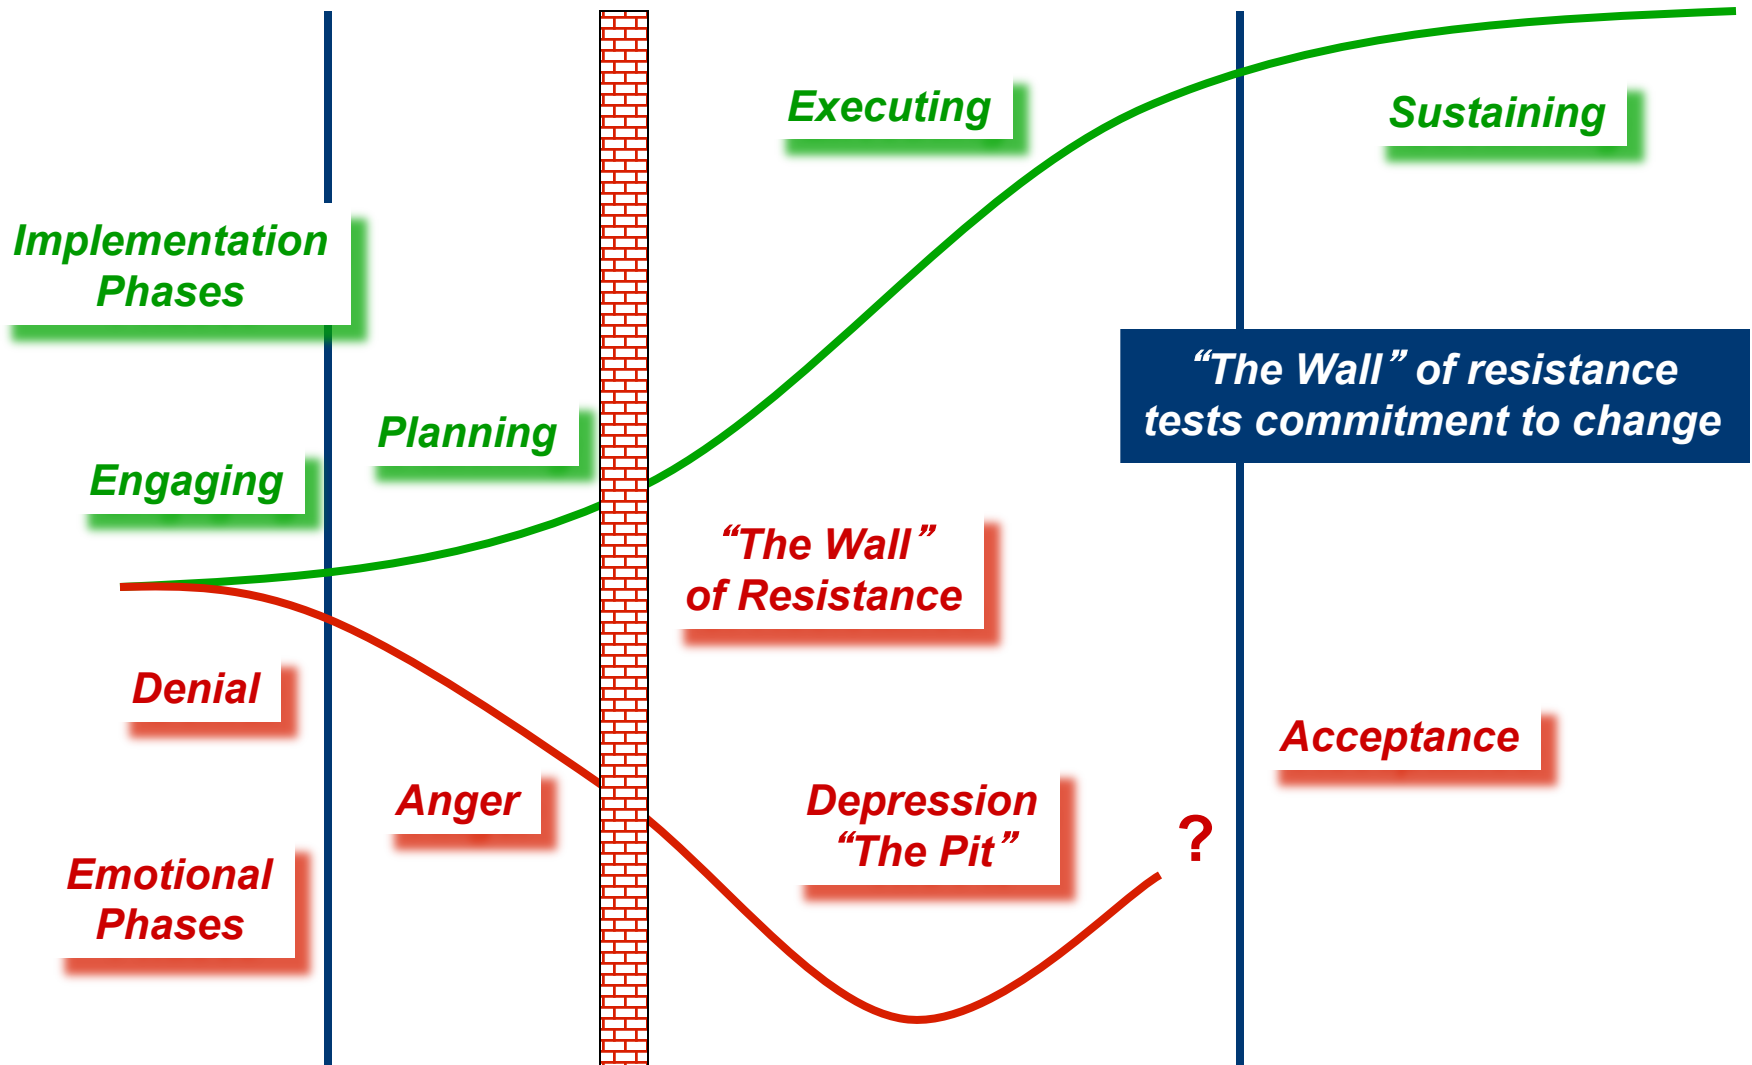 Executing
Sustaining
Implementation
Phases
“The Wall” of resistance
tests commitment to change
Planning
Engaging
“The Wall”
of Resistance
Denial
Acceptance
Anger
Depression
“The Pit”
?
Emotional
Phases